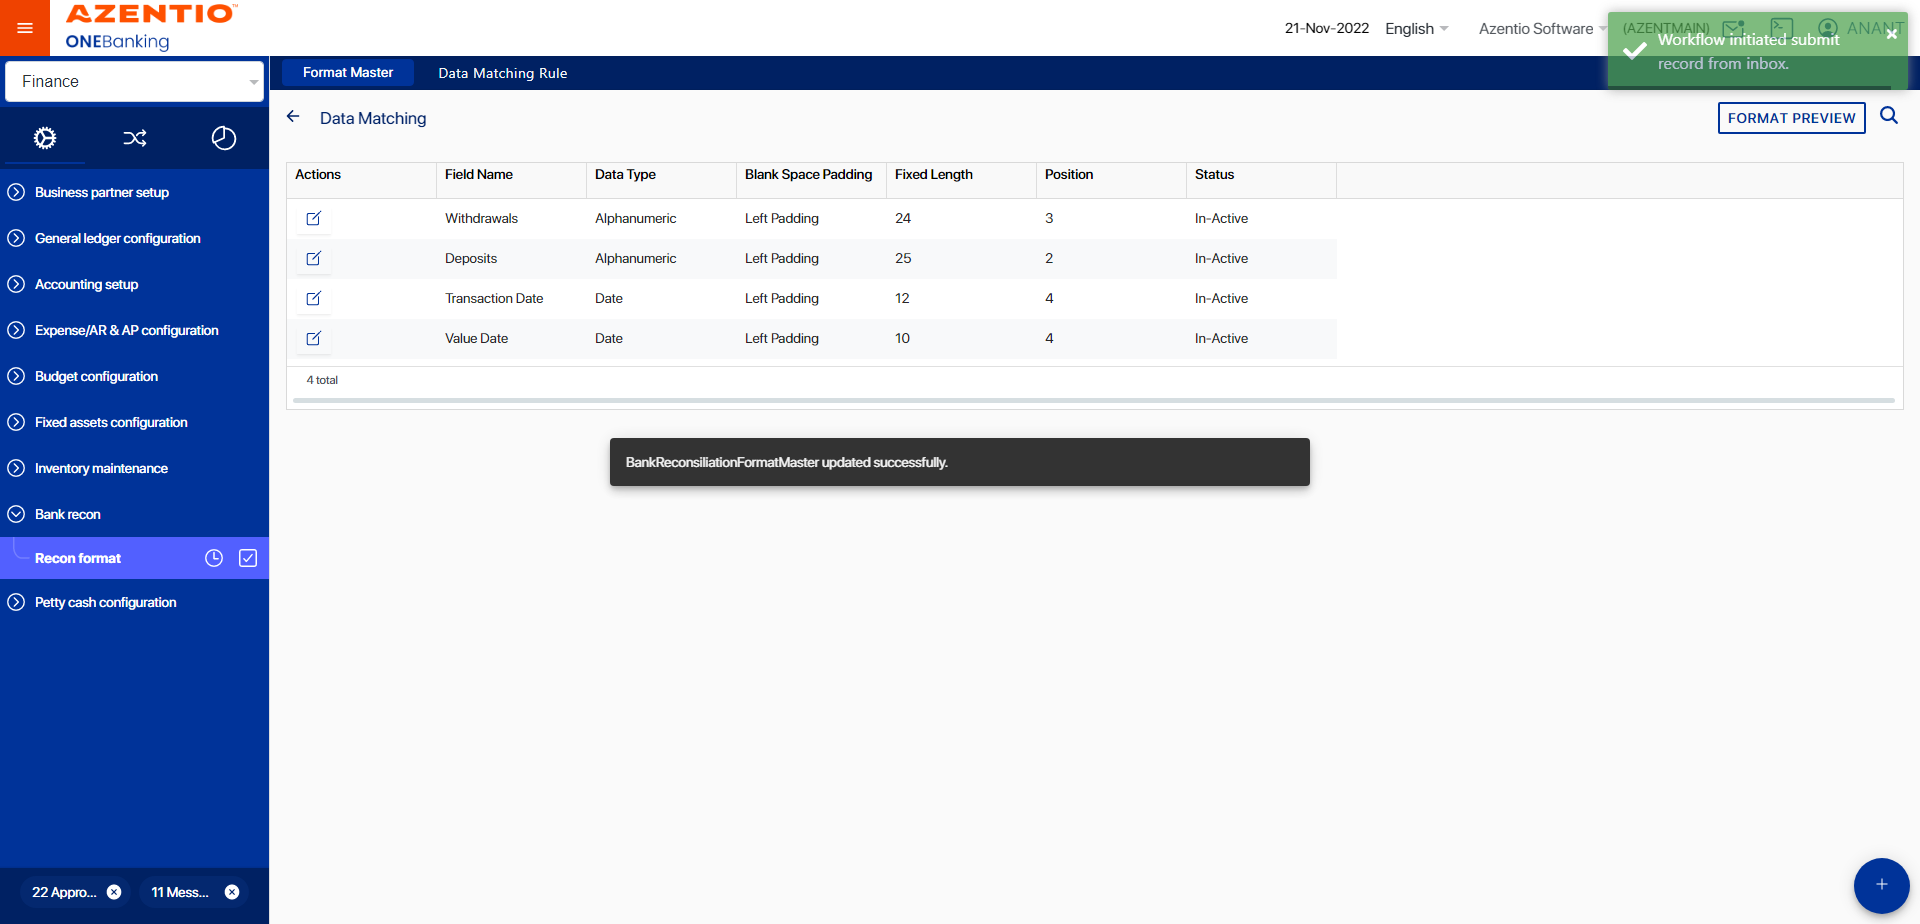 AZENTIO™
ONEBanking
21-Nov-2022 English Azentio Software (AZENTMAIN) ANANT
Workflow initiated submit
record from inbox.
Finance
Format Master Data Matching Rule
Data Matching
FORMAT PREVIEW
Actions Field Name Data Type Blank Space Padding Fixed Length Position Status
Withdrawals Alphanumeric Left Padding 24 3 In-Active
Deposits Alphanumeric Left Padding 25 2 In-Active
Transaction Date Date Left Padding 12 4 In-Active
Value Date Date Left Padding 10 4 In-Active
4 total
BankReconsiliationFormatMaster updated successfully.
Business partner setup
General ledger configuration
Accounting setup
Expense/AR & AP configuration
Budget configuration
Fixed assets configuration
Inventory maintenance
Bank recon
Recon format
Petty cash configuration
22 Appro... 11 Mess...